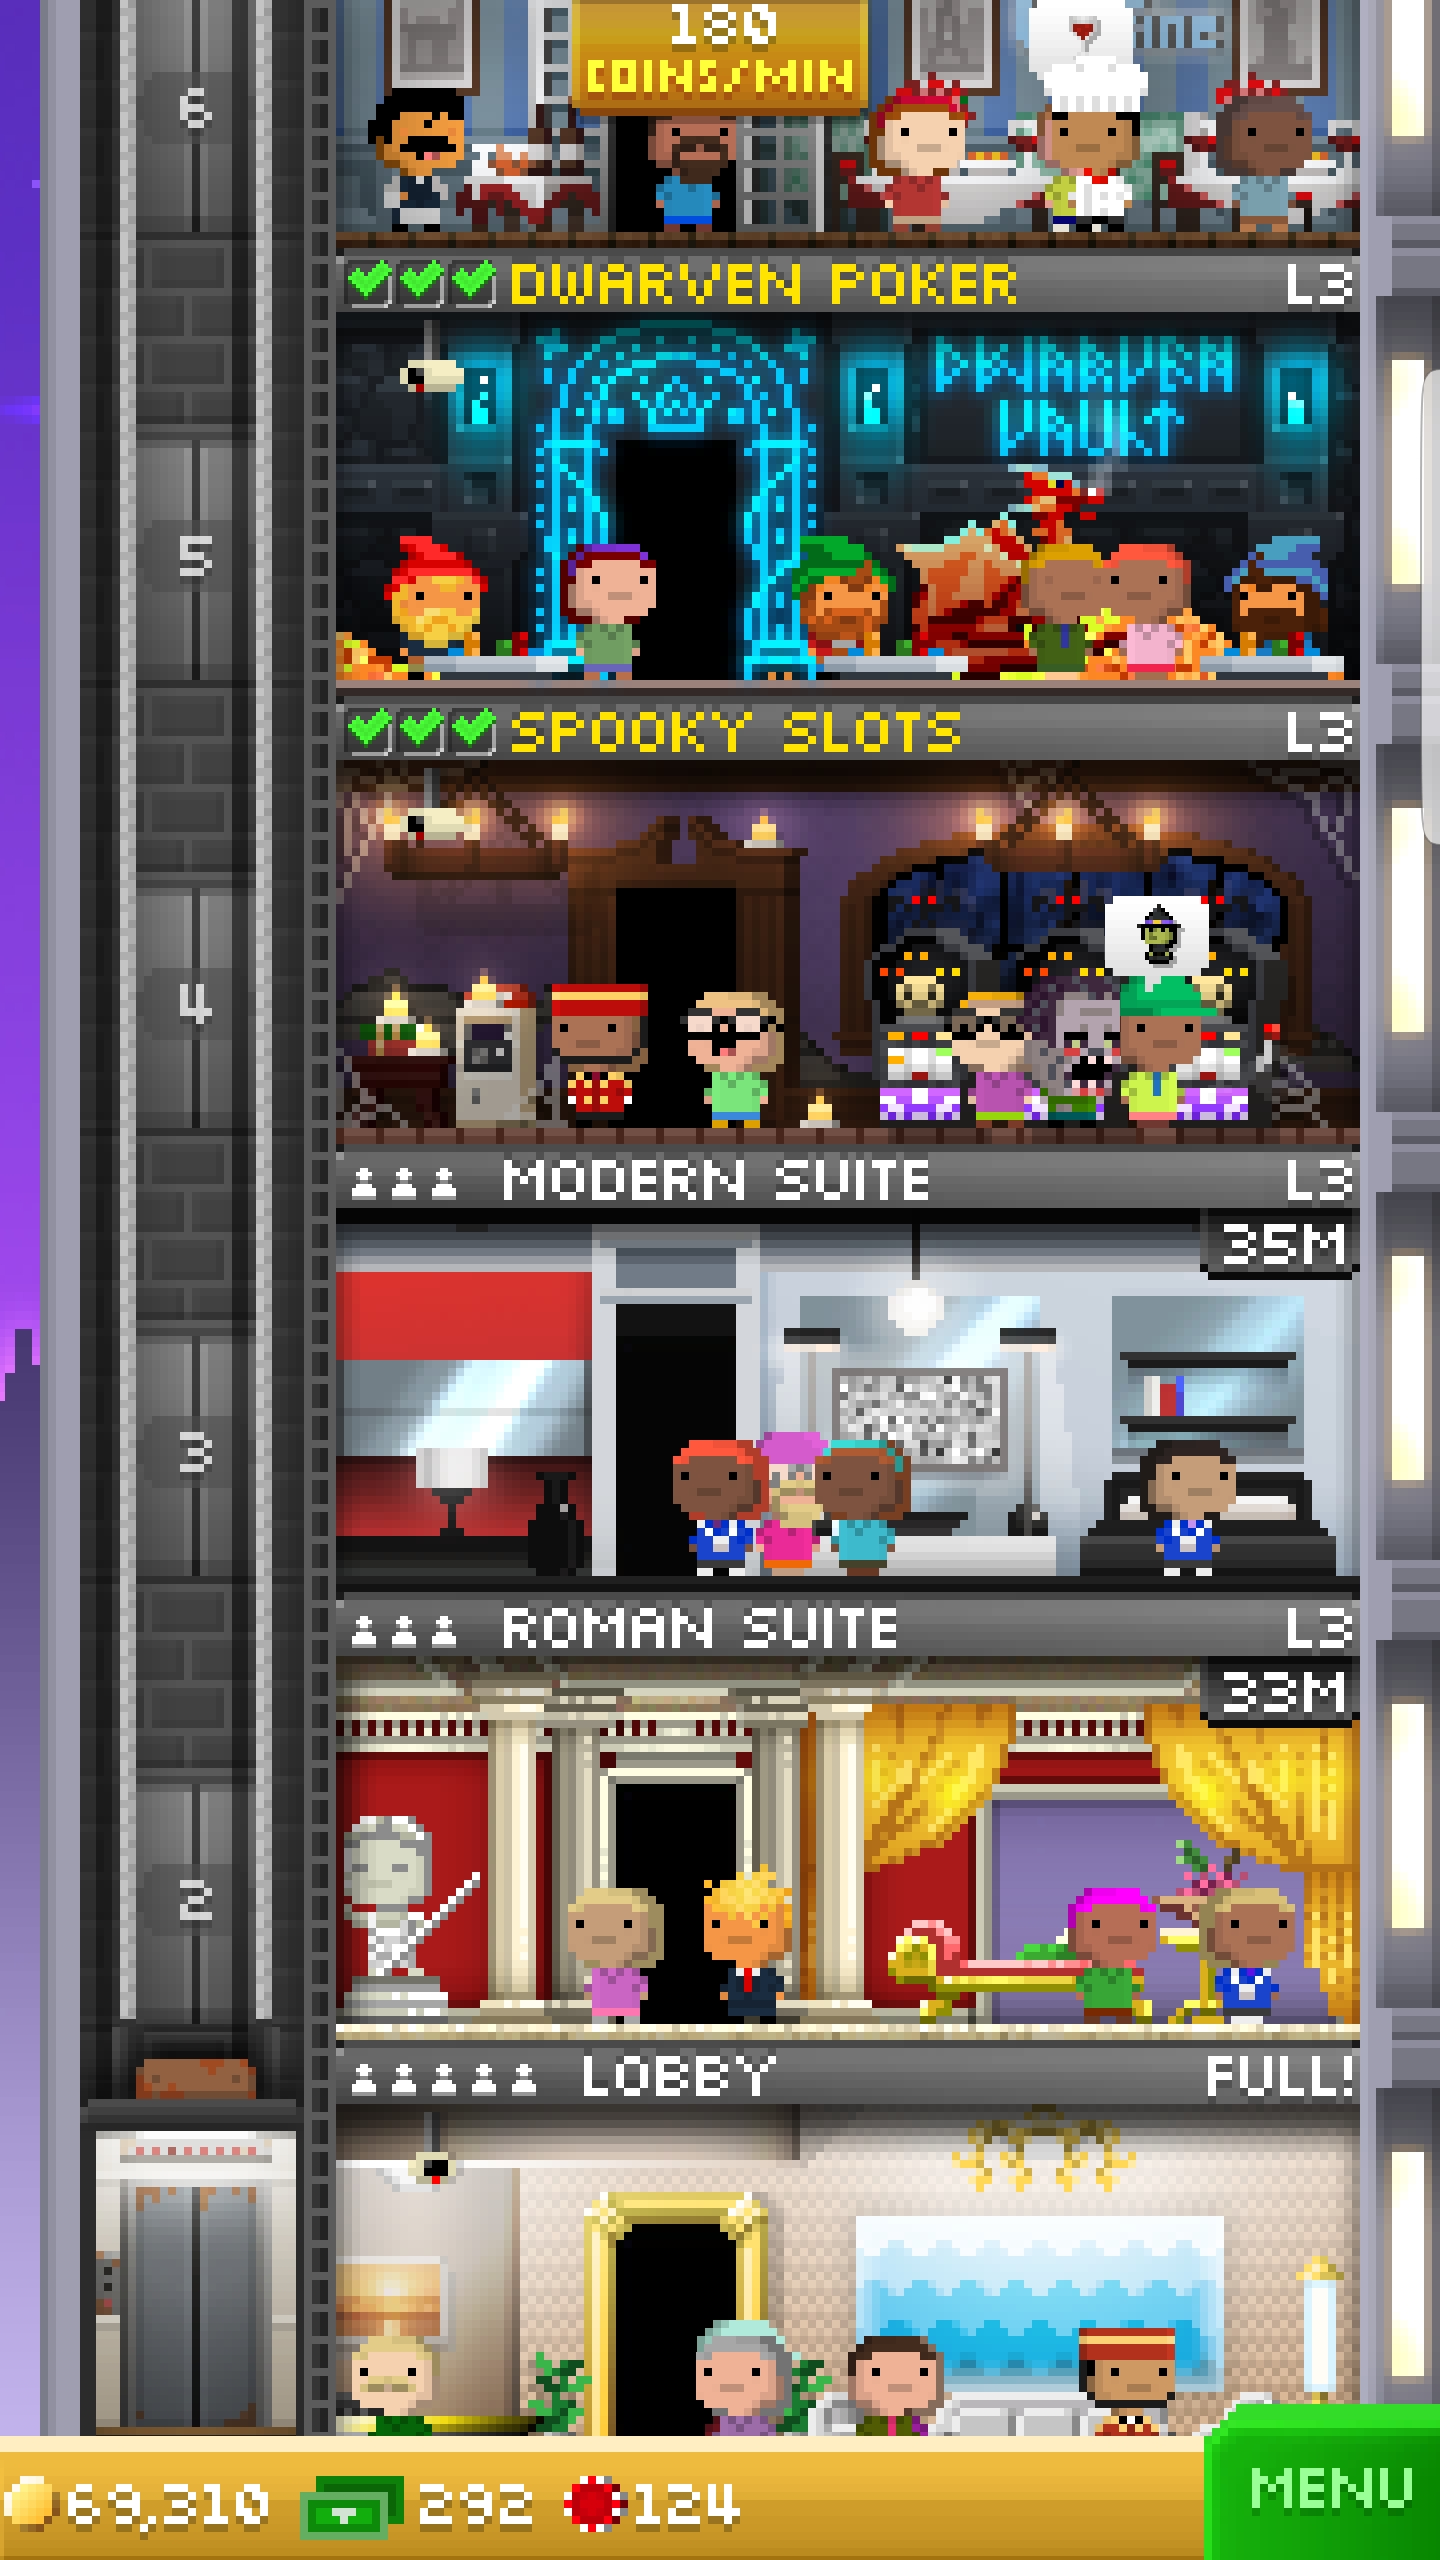 180
COINS/MIN
ine!
6
DWARVEN POKER L3
DWARVEN
VAULT
5
SPOOKY SLOTS L3
4
MODERN SUITE L3
35M
3
ROMAN SUITE L3
33M
2
LOBBY FULL!
69,310 292 124
MENU